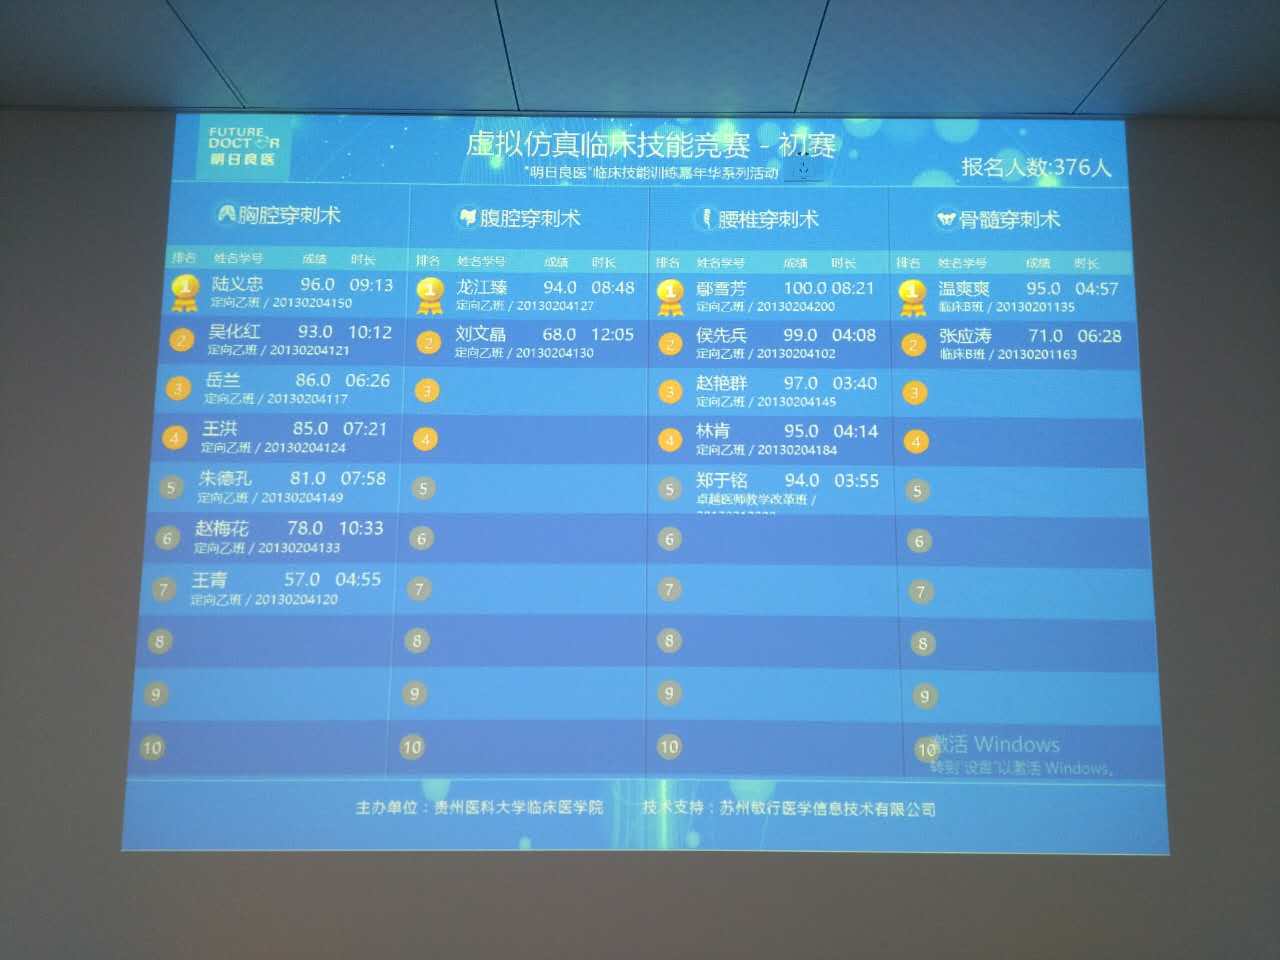 FUTURE
DOCTOR
明日良医
虚拟仿真临床技能竞赛 - 初赛
"明日良医"临床技能训练嘉年华系列活动
报名人数:376人
胸腔穿刺术
排名 姓名学号 成绩 时长
1 陆义忠 96.0 09:13
定向乙班 / 20130204150
2 吴化红 93.0 10:12
定向乙班 / 20130204121
3 岳兰 86.0 06:26
定向乙班 / 20130204117
4 王洪 85.0 07:21
定向乙班 / 20130204124
5 朱德孔 81.0 07:58
定向乙班 / 20130204149
6 赵梅花 78.0 10:33
定向乙班 / 20130204133
7 王青 57.0 04:55
定向乙班 / 20130204120
8
9
10
腹腔穿刺术
排名 姓名学号 成绩 时长
1 龙江臻 94.0 08:48
定向乙班 / 20130204127
2 刘文晶 68.0 12:05
定向乙班 / 20130204130
3
4
5
6
7
8
9
10
腰椎穿刺术
排名 姓名学号 成绩 时长
1 鄢雪芳 100.0 08:21
定向乙班 / 20130204200
2 侯先兵 99.0 04:08
定向乙班 / 20130204102
3 赵艳群 97.0 03:40
定向乙班 / 20130204145
4 林肯 95.0 04:14
定向乙班 / 20130204184
5 郑于铭 94.0 03:55
卓越医师教学改革班 /
6
7
8
9
10
骨髓穿刺术
排名 姓名学号 成绩 时长
1 温爽爽 95.0 04:57
临床B班 / 20130201135
2 张应涛 71.0 06:28
临床B班 / 20130201163
3
4
5
6
7
8
9
10
激活 Windows
转到"设置"以激活 Windows。
主办单位：贵州医科大学临床医学院 技术支持：苏州敏行医学信息技术有限公司